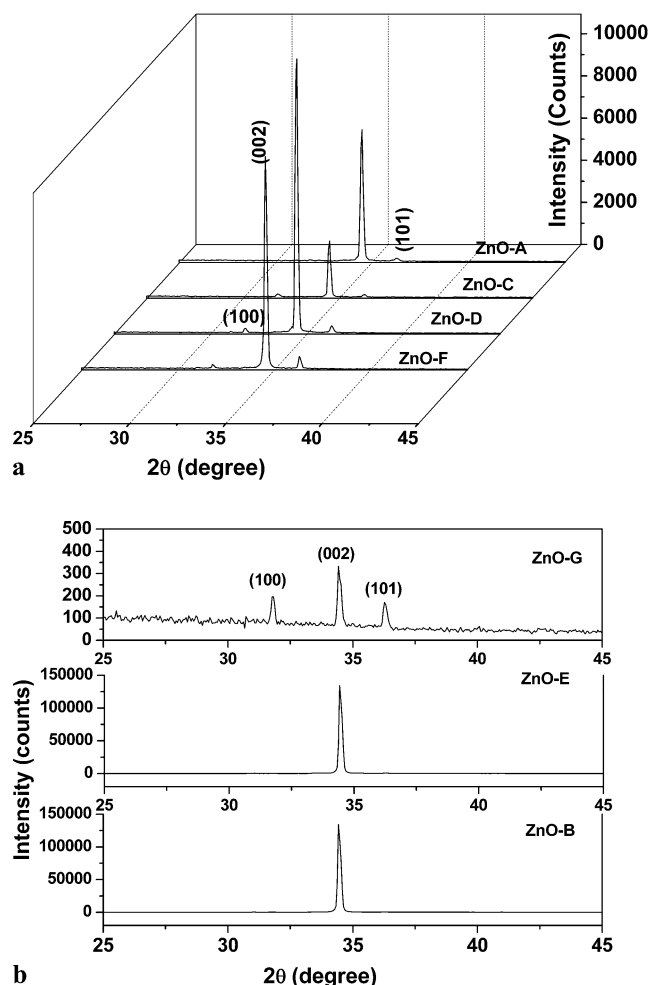 10000
8000
6000
4000
2000
0
Intensity (Counts)
(002)
(101)
(100)
ZnO-A
ZnO-C
ZnO-D
ZnO-F
25 30 35 40 45
2θ (degree)
a
500
400
300
200
100
0
(100)
(002)
(101)
ZnO-G
25 30 35 40 45
150000
100000
50000
0
ZnO-E
25 30 35 40 45
150000
100000
50000
0
ZnO-B
25 30 35 40 45
Intensity (counts)
2θ (degree)
b